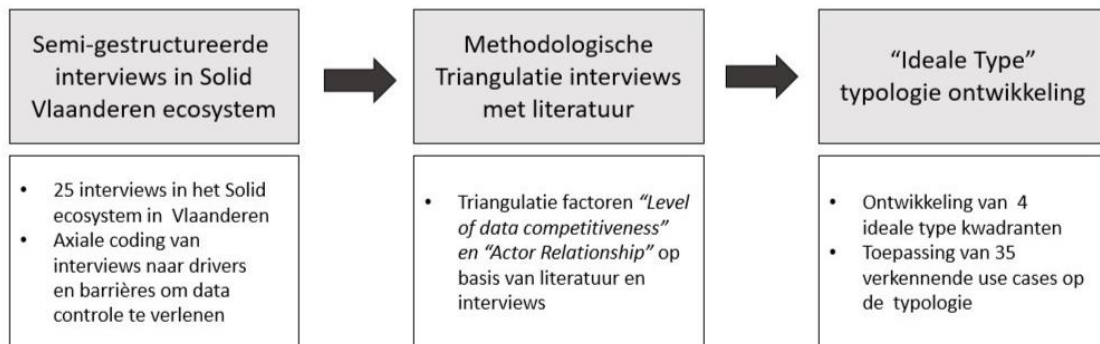 Semi-gestructureerde
interviews in Solid
Vlaanderen ecosystem
• 25 interviews in het Solid
ecosystem in Vlaanderen
• Axiale coding van
interviews naar drivers
en barrières om data
controle te verlenen
Methodologische
Triangulatie interviews
met literatuur
• Triangulatie factoren “Level
of data competitiveness”
en “Actor Relationship” op
basis van literatuur en
interviews
“Ideale Type”
typologie ontwikkeling
• Ontwikkeling van 4
ideale type kwadranten
• Toepassing van 35
verkennende use cases op
de typologie